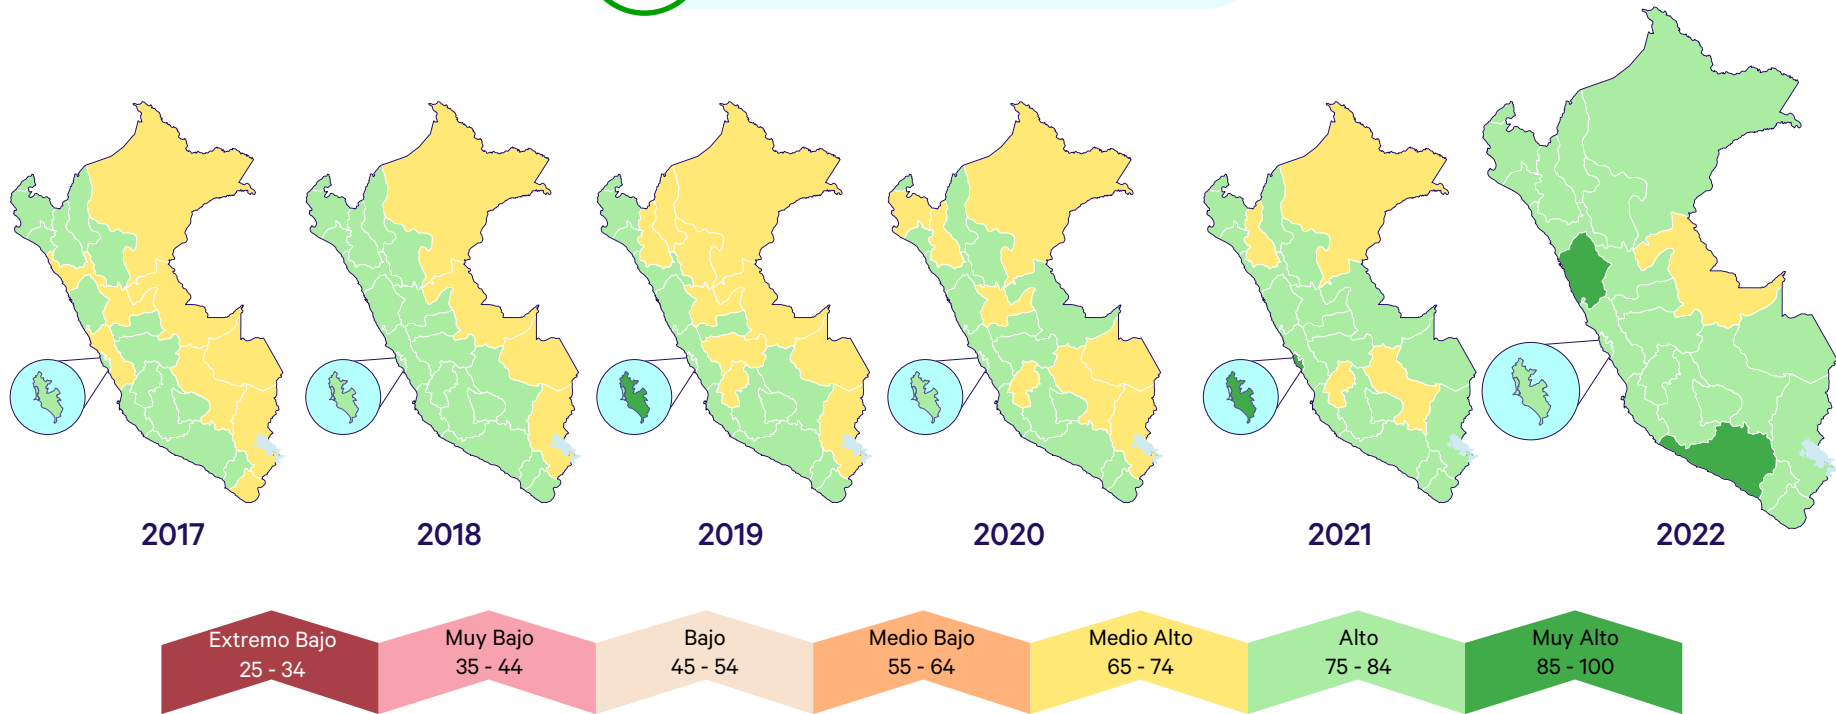 2017
2018
2019
2020
2021
2022
Extremo Bajo
25 - 34
Muy Bajo
35 - 44
Bajo
45 - 54
Medio Bajo
55 - 64
Medio Alto
65 - 74
Alto
75 - 84
Muy Alto
85 - 100